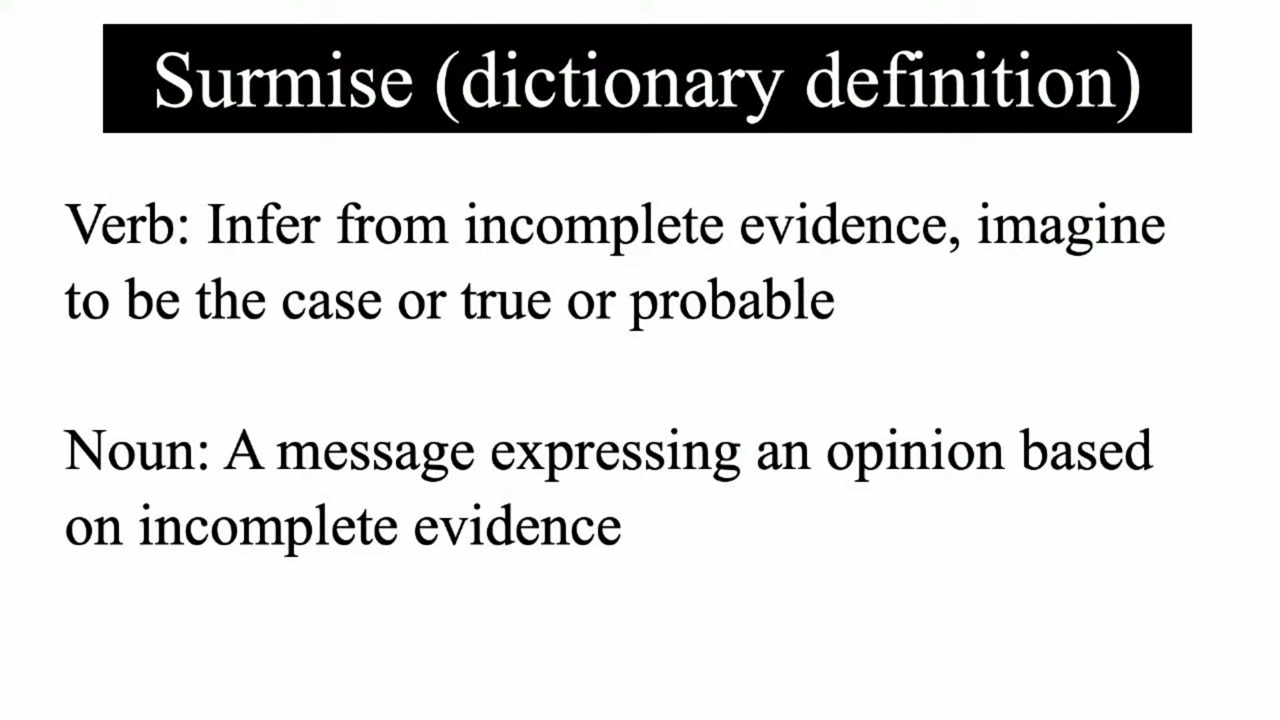 Surmise (dictionary definition)
Verb: Infer from incomplete evidence, imagine
to be the case or true or probable
Noun: A message expressing an opinion based
on incomplete evidence